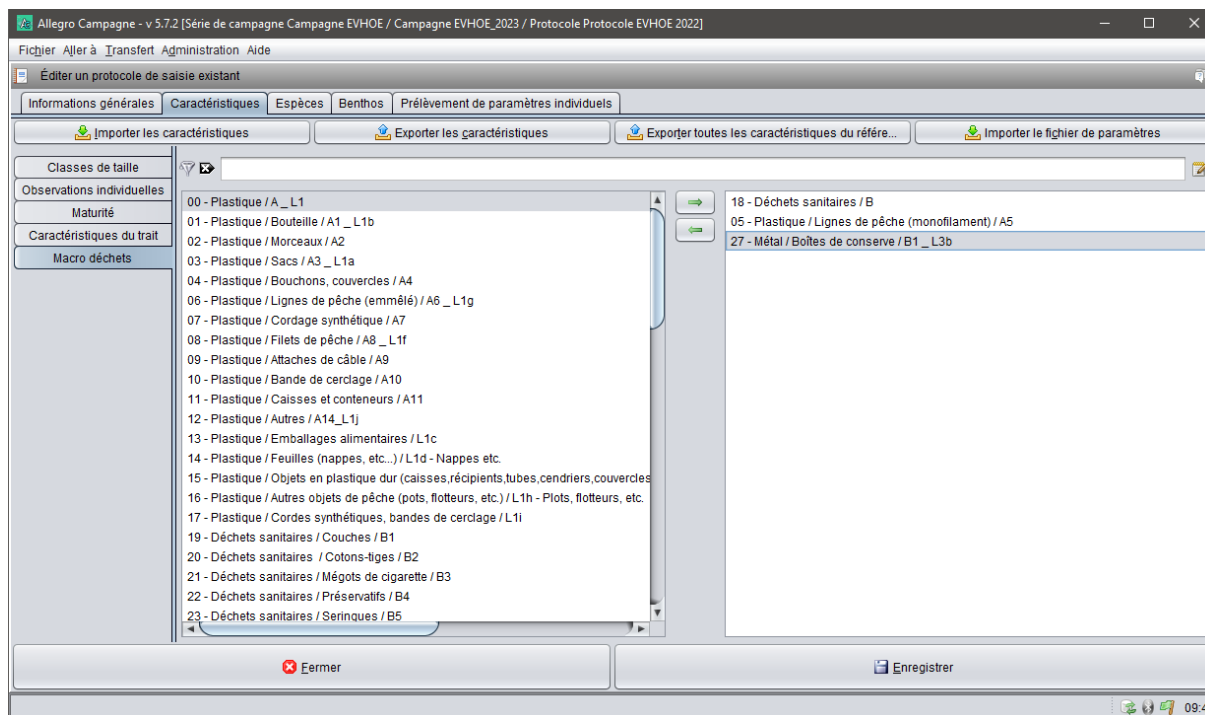 Allegro Campagne - v 5.7.2 [Série de campagne Campagne EVHOE / Campagne EVHOE_2023 / Protocole Protocole EVHOE 2022]
Fichier Aller à Transfert Administration Aide
Éditer un protocole de saisie existant
Informations générales Caractéristiques Espèces Benthos Prélèvement de paramètres individuels
Importer les caractéristiques Exporter les caractéristiques Exporter toutes les caractéristiques du référe... Importer le fichier de paramètres
Classes de taille
Observations individuelles
Maturité
Caractéristiques du trait
Macro déchets
00 - Plastique / A _ L1
01 - Plastique / Bouteille / A1 _ L1b
02 - Plastique / Morceaux / A2
03 - Plastique / Sacs / A3 _ L1a
04 - Plastique / Bouchons, couvercles / A4
06 - Plastique / Lignes de pêche (emmêlé) / A6 _ L1g
07 - Plastique / Cordage synthétique / A7
08 - Plastique / Filets de pêche / A8 _ L1f
09 - Plastique / Attaches de câble / A9
10 - Plastique / Bande de cerclage / A10
11 - Plastique / Caisses et conteneurs / A11
12 - Plastique / Autres / A14_L1j
13 - Plastique / Emballages alimentaires / L1c
14 - Plastique / Feuilles (nappes, etc...) / L1d - Nappes etc.
15 - Plastique / Objets en plastique dur (caisses,récipients,tubes,cendriers,couvercles
16 - Plastique / Autres objets de pêche (pots, flotteurs, etc.) / L1h - Plots, flotteurs, etc.
17 - Plastique / Cordes synthétiques, bandes de cerclage / L1i
19 - Déchets sanitaires / Couches / B1
20 - Déchets sanitaires / Cotons-tiges / B2
21 - Déchets sanitaires / Mégots de cigarette / B3
22 - Déchets sanitaires / Préservatifs / B4
23 - Déchets sanitaires / Seringues / B5
18 - Déchets sanitaires / B
05 - Plastique / Lignes de pêche (monofilament) / A5
27 - Métal / Boîtes de conserve / B1 _ L3b
Fermer Enregistrer